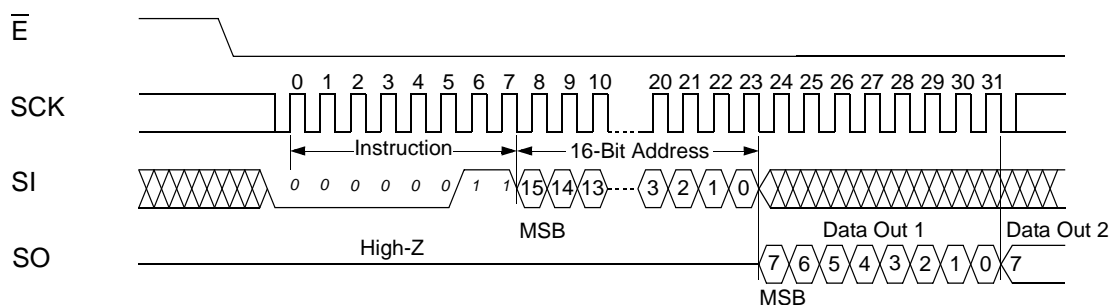 E
0 1 2 3 4 5 6 7 8 9 10 20 21 22 23 24 25 26 27 28 29 30 31
SCK
Instruction 16-Bit Address
SI 0 0 0 0 0 0 1 1 15 14 13 3 2 1 0
MSB Data Out 1 Data Out 2
High-Z
SO 7 6 5 4 3 2 1 0 7
MSB